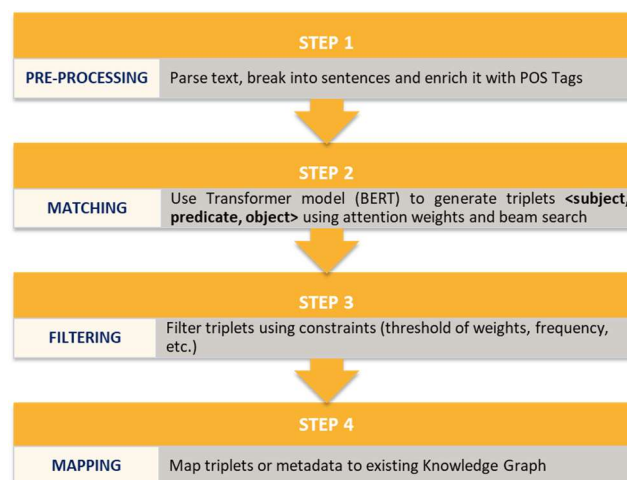 STEP 1
PRE-PROCESSING Parse text, break into sentences and enrich it with POS Tags
STEP 2
MATCHING Use Transformer model (BERT) to generate triplets <subject,
predicate, object> using attention weights and beam search
STEP 3
FILTERING Filter triplets using constraints (threshold of weights, frequency,
etc.)
STEP 4
MAPPING Map triplets or metadata to existing Knowledge Graph